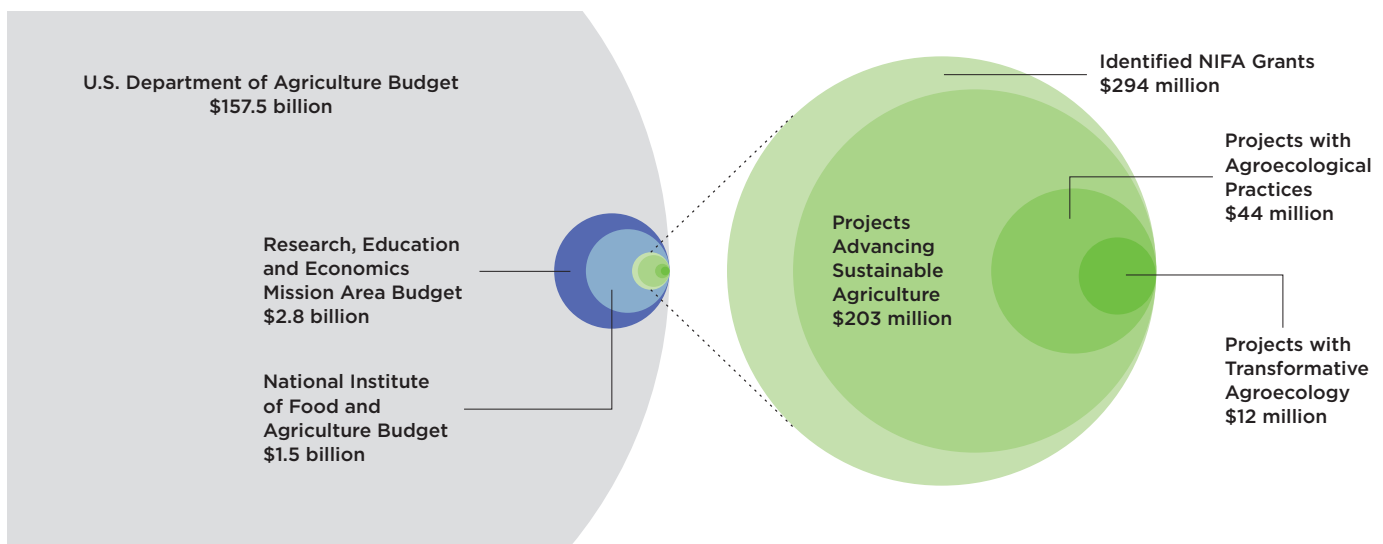 U.S. Department of Agriculture Budget
$157.5 billion
Research, Education
and Economics
Mission Area Budget
$2.8 billion
National Institute
of Food and
Agriculture Budget
$1.5 billion
Identified NIFA Grants
$294 million
Projects with
Agroecological
Practices
$44 million
Projects
Advancing
Sustainable
Agriculture
$203 million
Projects with
Transformative
Agroecology
$12 million